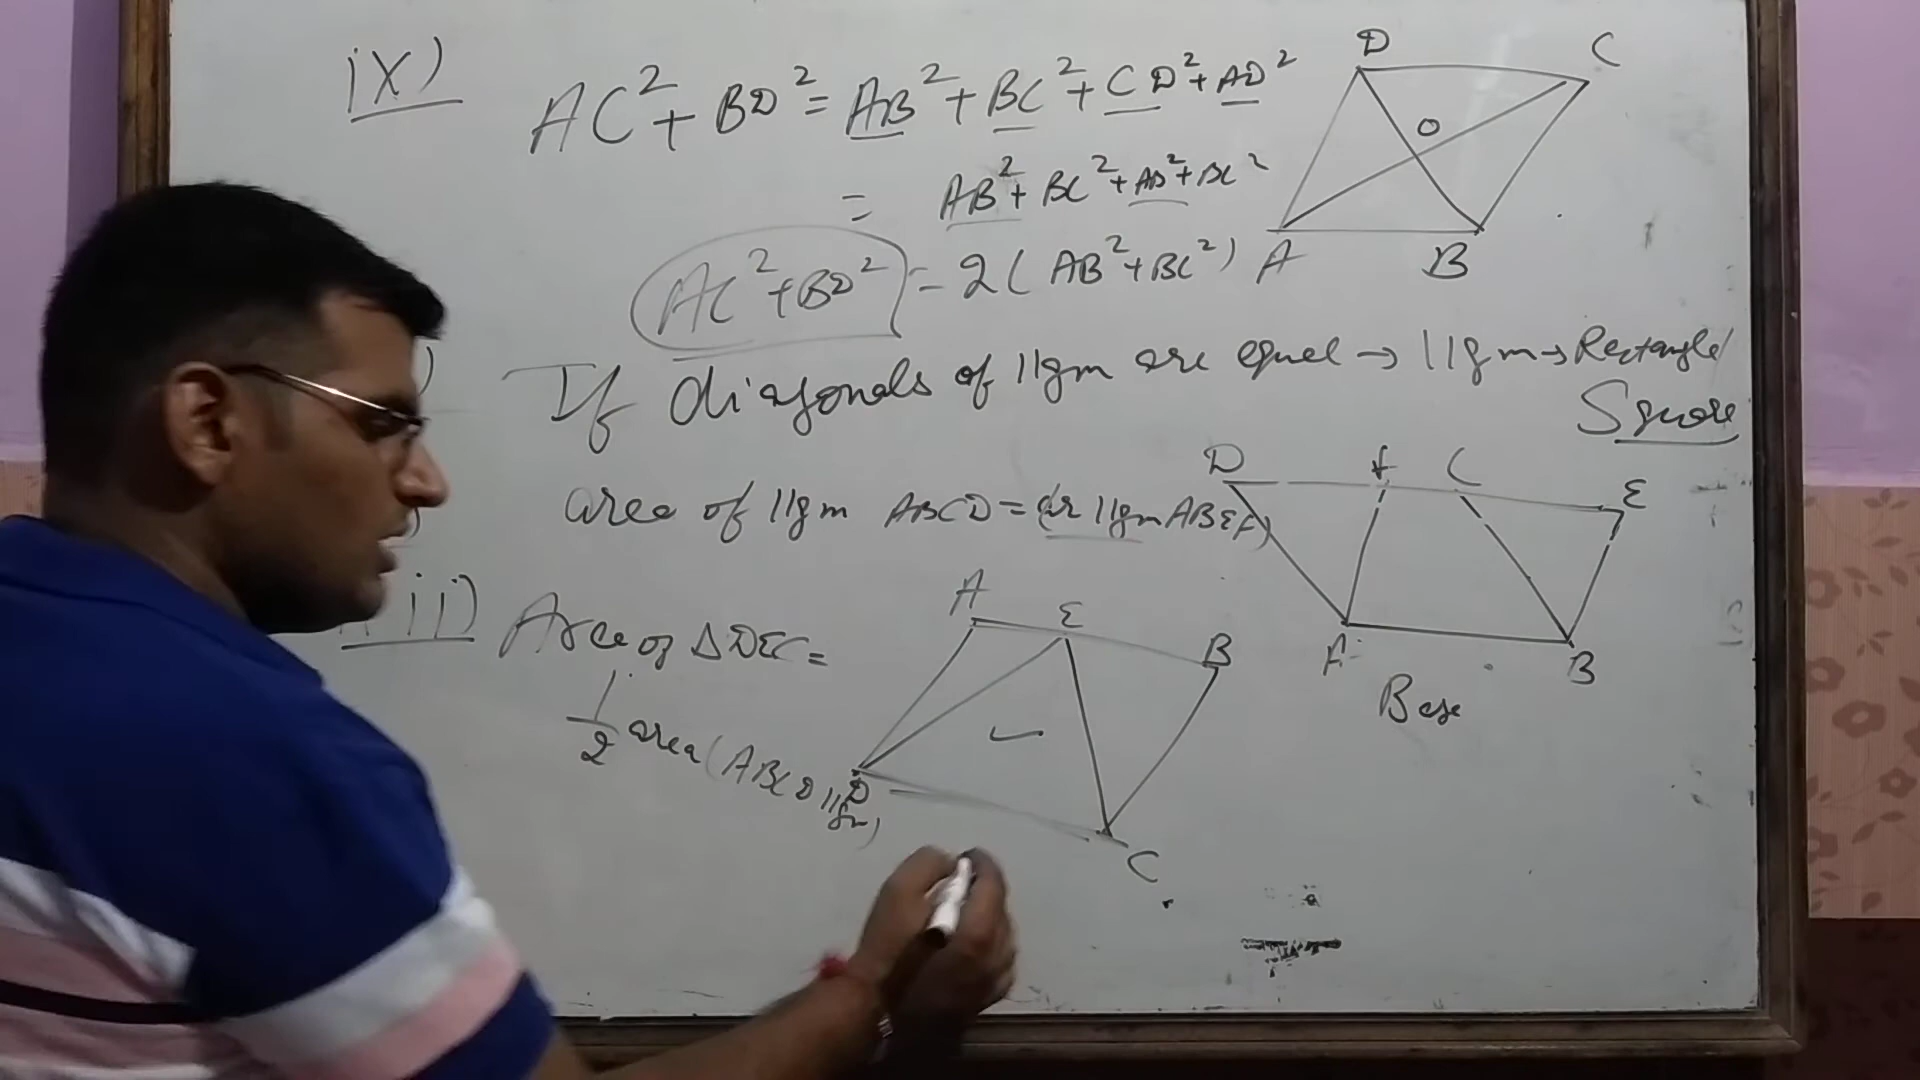 ix) AC² + BD² = AB² + BC² + CD² + AD²
= AB² + BC² + AB² + BC²
AC² + BD² = 2(AB² + BC²)
D C
O
A B
) If diagonals of ||gm are equal → ||gm → Rectangle/
Square
) area of ||gm ABCD = ar ||gm ABEF)
D F C E
A B
Base
ii) Area of ΔDEC =
1/2 area (ABCD ||gm)
A E B
D
C